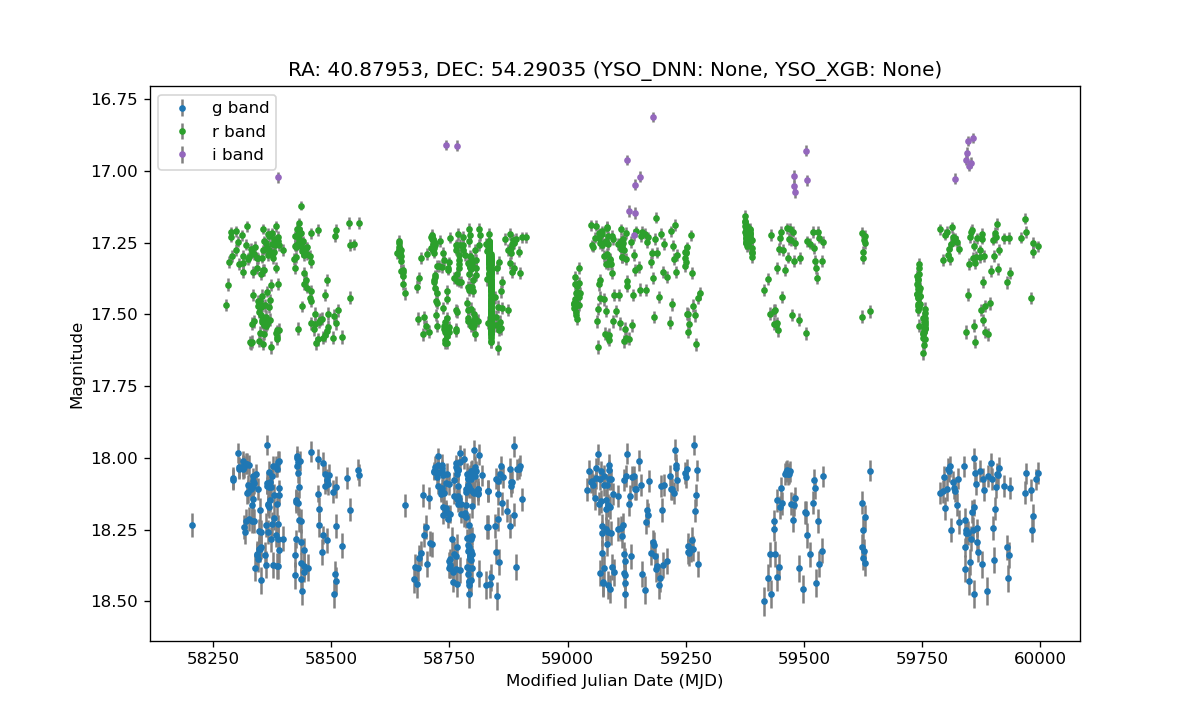 RA: 40.87953, DEC: 54.29035 (YSO_DNN: None, YSO_XGB: None)
g band
r band
i band
Magnitude
16.75
17.00
17.25
17.50
17.75
18.00
18.25
18.50
58250 58500 58750 59000 59250 59500 59750 60000
Modified Julian Date (MJD)